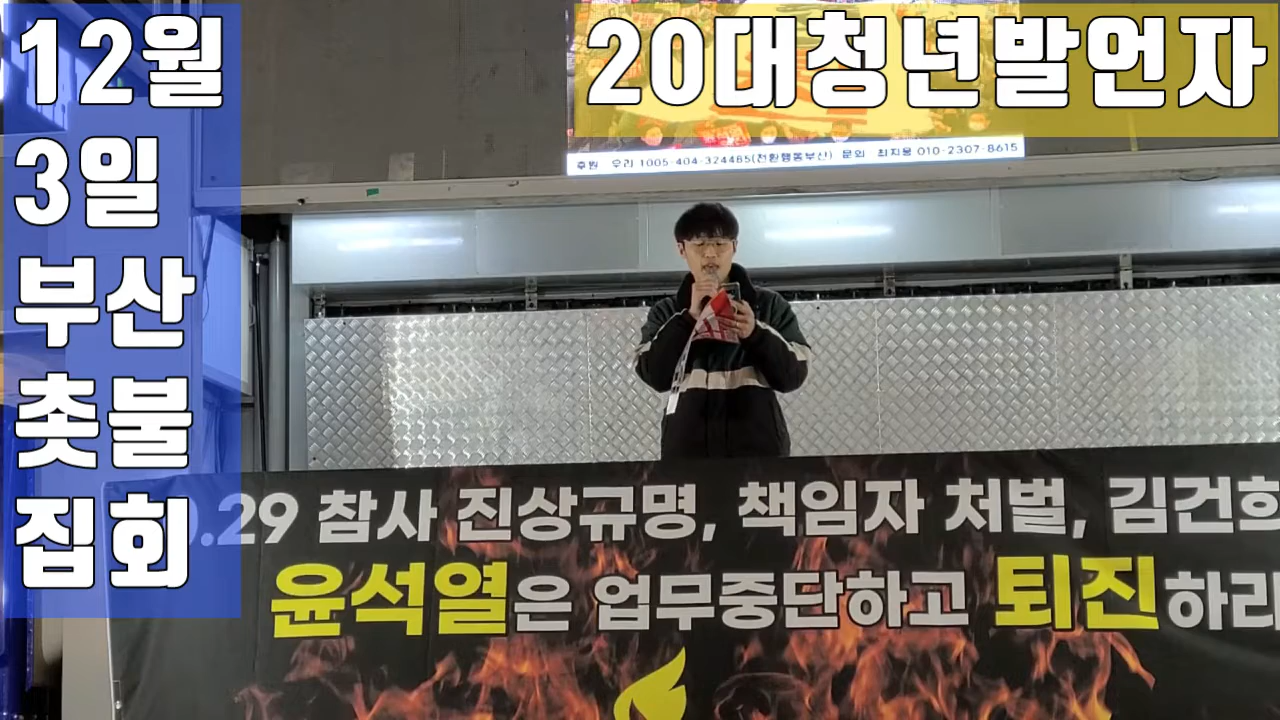 12월
3일
부산
촛불
집회
20대청년발언자
후원 우리 1005-404-324485(전환행동부산) 문의 최지웅 010-2307-8615
.29 참사 진상규명, 책임자 처벌, 김건희
윤석열은 업무중단하고 퇴진하라